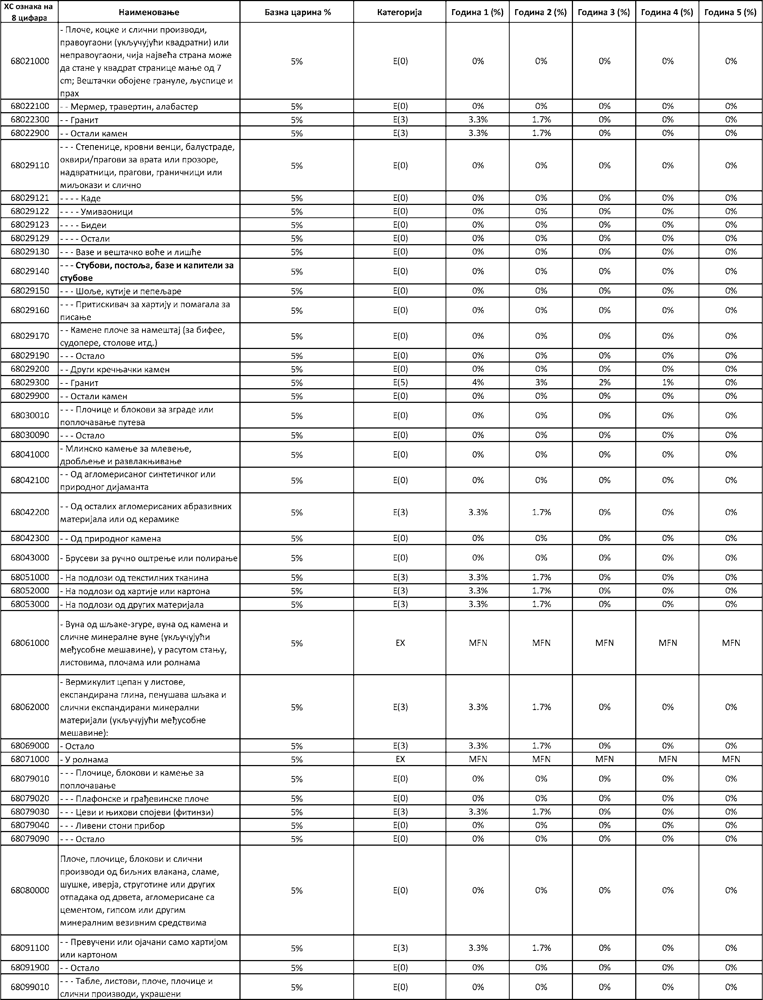 ХС ознака на 8 цифара Наименовање Базна царина % Категорија Година 1 (%) Година 2 (%) Година 3 (%) Година 4 (%) Година 5 (%)
68021000 - Плоче, коцке и слични производи,
правоугаони (укључујући квадратни) или
неправоугаони, чија највећа страна може
да стане у квадрат странице мање од 7
cm; Вештачки обојене грануле, љуспице и
прах 5% E(0) 0% 0% 0% 0% 0%
68022100 - - Мермер, травертин, алабастер 5% E(0) 0% 0% 0% 0% 0%
68022300 - - Гранит 5% E(3) 3.3% 1.7% 0% 0% 0%
68022900 - - Остали камен 5% E(3) 3.3% 1.7% 0% 0% 0%
68029110 - - - Степенице, кровни венци, балустраде,
оквири/прагови за врата или прозоре,
надвратници, прагови, граничници или
миљокази и слично 5% E(0) 0% 0% 0% 0% 0%
68029121 - - - - Каде 5% E(0) 0% 0% 0% 0% 0%
68029122 - - - - Умиваоници 5% E(0) 0% 0% 0% 0% 0%
68029123 - - - - Бидеи 5% E(0) 0% 0% 0% 0% 0%
68029129 - - - - Остали 5% E(0) 0% 0% 0% 0% 0%
68029130 - - - Вазе и вештачко воће и лишће 5% E(0) 0% 0% 0% 0% 0%
68029140 - - - Стубови, постоља, базе и капители за
стубове 5% E(0) 0% 0% 0% 0% 0%
68029150 - - - Шоље, кутије и пепељаре 5% E(0) 0% 0% 0% 0% 0%
68029160 - - - Притискивач за хартију и помагала за
писање 5% E(0) 0% 0% 0% 0% 0%
68029170 - - Камене плоче за намештај (за бифее,
судопере, столове итд.) 5% E(0) 0% 0% 0% 0% 0%
68029190 - - - Остало 5% E(0) 0% 0% 0% 0% 0%
68029200 - - Други кречњачки камен 5% E(0) 0% 0% 0% 0% 0%
68029300 - - Гранит 5% E(5) 4% 3% 2% 1% 0%
68029900 - - Остали камен 5% E(0) 0% 0% 0% 0% 0%
68030010 - - - Плочице и блокови за зграде или
поплочавање путева 5% E(0) 0% 0% 0% 0% 0%
68030090 - - - Остало 5% E(0) 0% 0% 0% 0% 0%
68041000 - Млинско камење за млевење,
дробљење и развлакњивање 5% E(0) 0% 0% 0% 0% 0%
68042100 - - Од агломерисаног синтетичког или
природног дијаманта 5% E(0) 0% 0% 0% 0% 0%
68042200 - - Од осталих агломерисаних абразивних
материјала или од керамике 5% E(3) 3.3% 1.7% 0% 0% 0%
68042300 - - Од природног камена 5% E(0) 0% 0% 0% 0% 0%
68043000 - Брусеви за ручно оштрење или полирање 5% E(0) 0% 0% 0% 0% 0%
68051000 - На подлози од текстилних тканина 5% E(3) 3.3% 1.7% 0% 0% 0%
68052000 - На подлози од хартије или картона 5% E(3) 3.3% 1.7% 0% 0% 0%
68053000 - На подлози од других материјала 5% E(3) 3.3% 1.7% 0% 0% 0%
68061000 - Вуна од шљаке-згуре, вуна од камена и
сличне минералне вуне (укључујући
међусобне мешавине), у расутом стању,
листовима, плочама или ролнама 5% EX MFN MFN MFN MFN MFN
68062000 - Вермикулит цепан у листове,
експандирана глина, пенушава шљака и
слични експандирани минерални
материјали (укључујући међусобне
мешавине): 5% E(3) 3.3% 1.7% 0% 0% 0%
68069000 - Остало 5% E(3) 3.3% 1.7% 0% 0% 0%
68071000 - У ролнама 5% EX MFN MFN MFN MFN MFN
68079010 - - - Плочице, блокови и камење за
поплочавање 5% E(0) 0% 0% 0% 0% 0%
68079020 - - - Плафонске и грађевинске плоче 5% E(0) 0% 0% 0% 0% 0%
68079030 - - - Цеви и њихови спојеви (фитинзи) 5% E(3) 3.3% 1.7% 0% 0% 0%
68079040 - - - Ливени стони прибор 5% E(0) 0% 0% 0% 0% 0%
68079090 - - - Остало 5% E(0) 0% 0% 0% 0% 0%
68080000 Плоче, плочице, блокови и слични
производи од биљних влакана, сламе,
шушке, иверја, струготине или других
отпадака од дрвета, агломерисане са
цементом, гипсом или другим
минералним везивним средствима 5% E(0) 0% 0% 0% 0% 0%
68091100 - - Превучени или ојачани само хартијом
или картоном 5% E(3) 3.3% 1.7% 0% 0% 0%
68091900 - - Остало 5% E(0) 0% 0% 0% 0% 0%
68099010 - - - Табле, листови, плоче, плочице и
слични производи, украшени 5% E(0) 0% 0% 0% 0% 0%